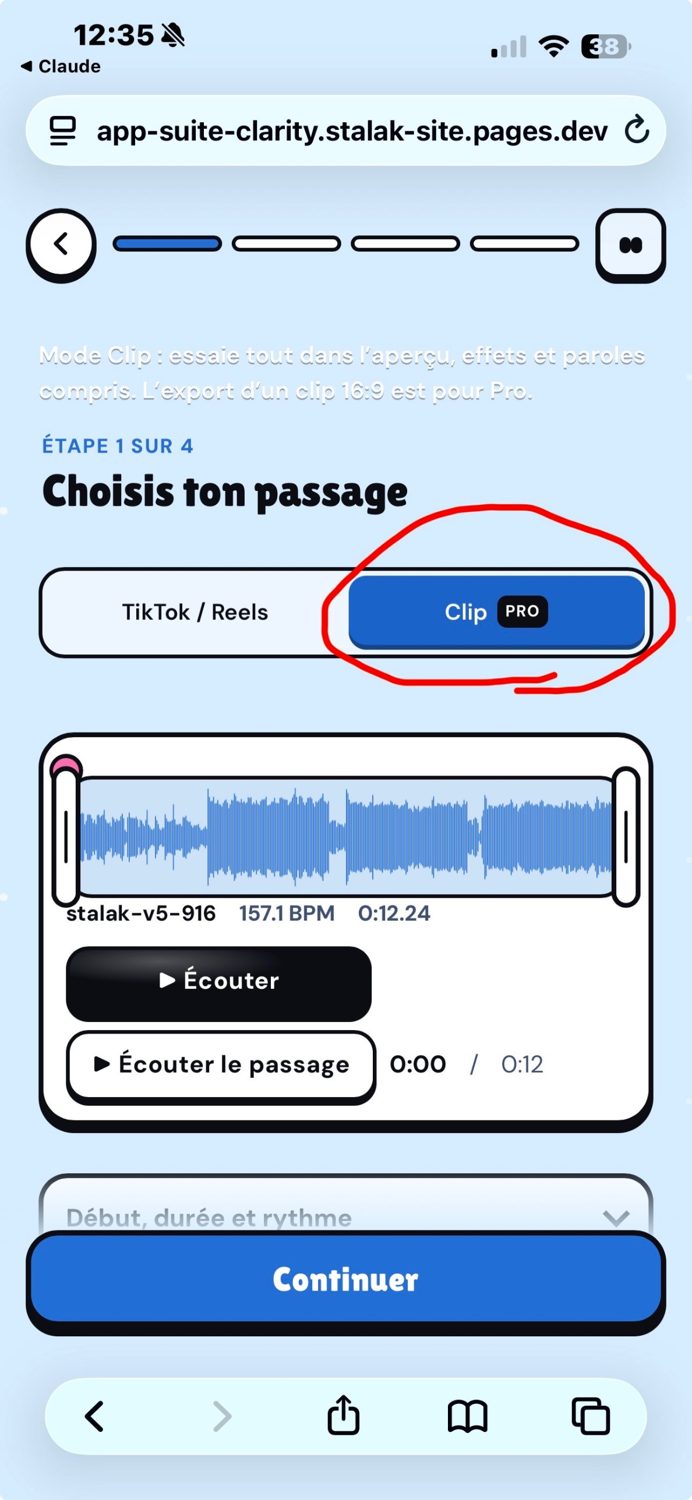 12:35
38
◀ Claude
app-suite-clarity.stalak-site.pages.dev
Mode Clip : essaie tout dans l'aperçu, effets et paroles
compris. L'export d'un clip 16:9 est pour Pro.
ÉTAPE 1 SUR 4
Choisis ton passage
TikTok / Reels
Clip PRO
stalak-v5-916 157.1 BPM 0:12.24
Écouter
Écouter le passage 0:00 / 0:12
Début, durée et rythme
Continuer